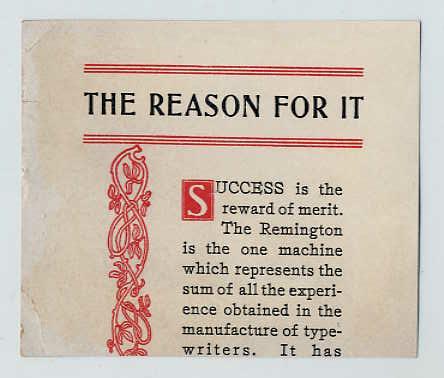 THE REASON FOR IT
SUCCESS is the
reward of merit.
The Remington
is the one machine
which represents the
sum of all the experi-
ence obtained in the
manufacture of type-
writers. It has